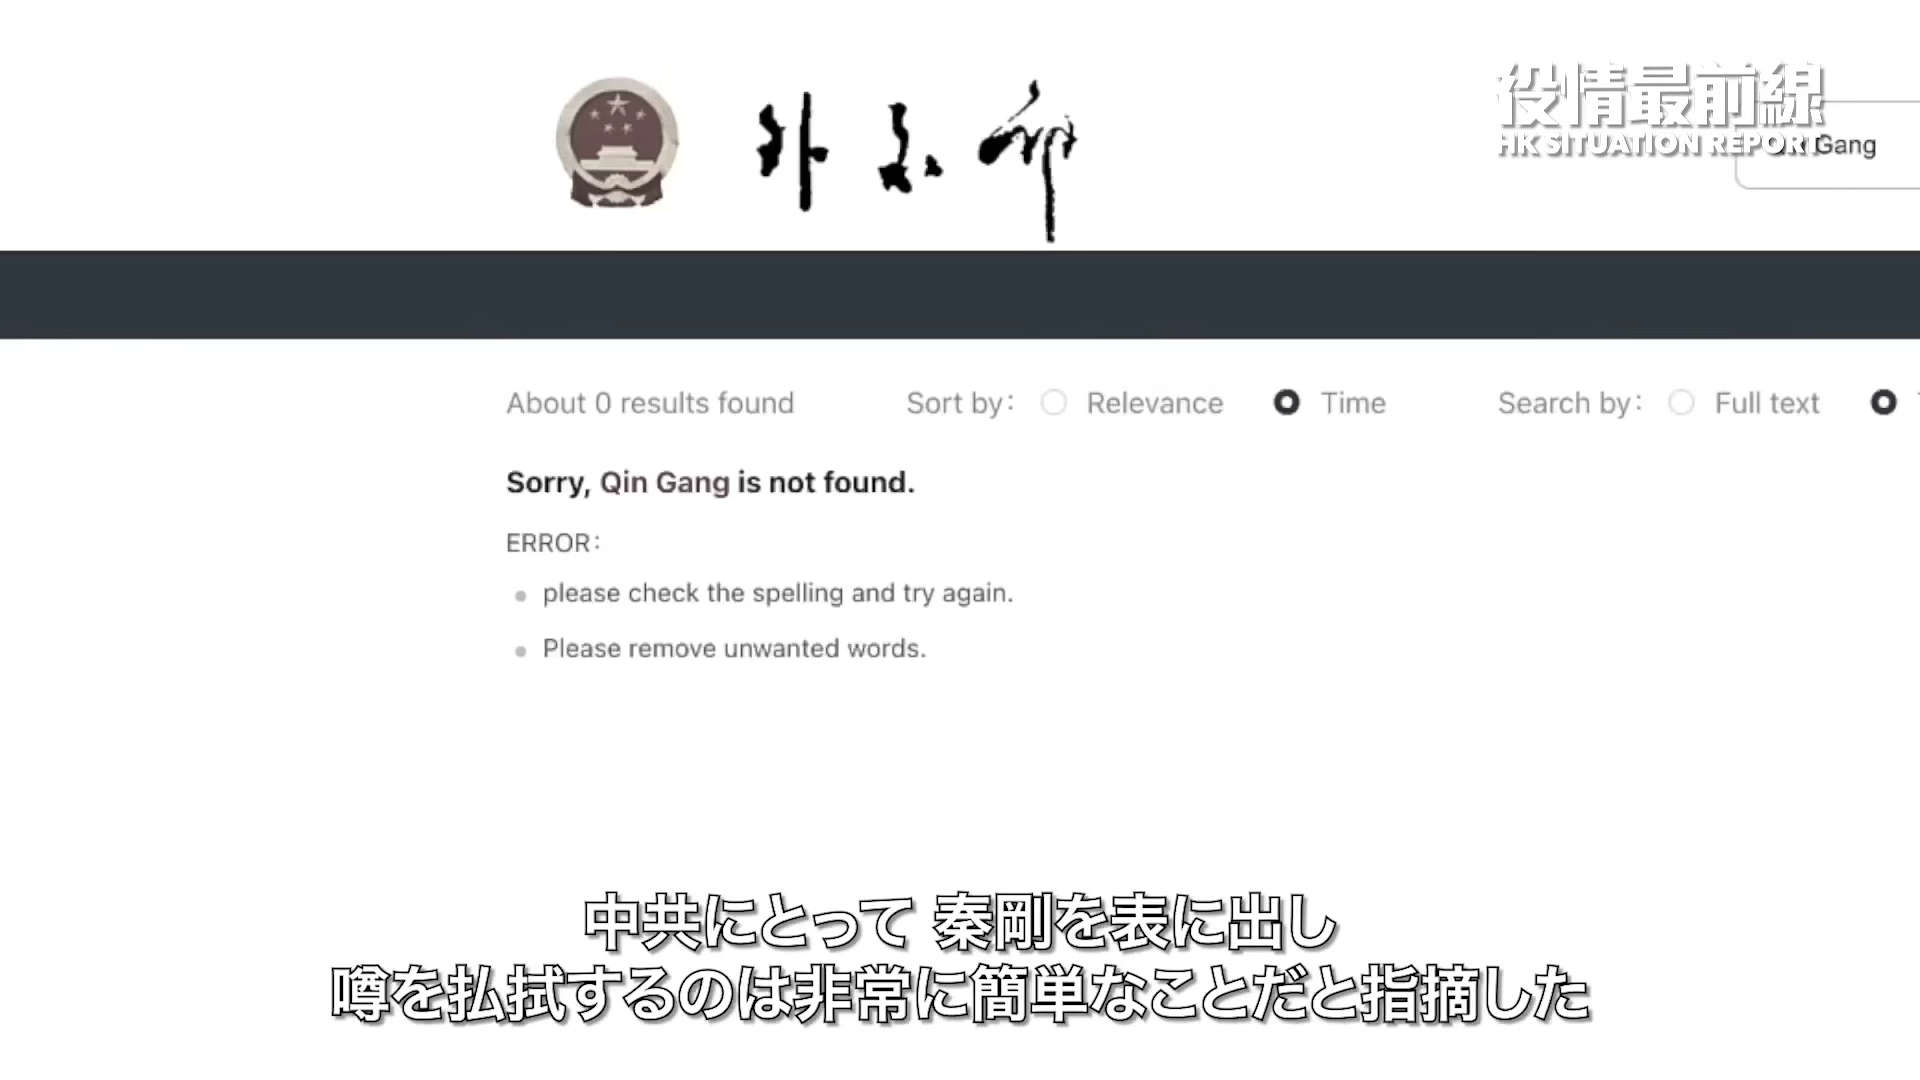 外交部
役情最前線
HK SITUATION REPORT
Gang
About 0 results found Sort by: Relevance Time Search by: Full text
Sorry, Qin Gang is not found.
ERROR:
please check the spelling and try again.
Please remove unwanted words.
中共にとって 秦剛を表に出し
噂を払拭するのは非常に簡単なことだと指摘した